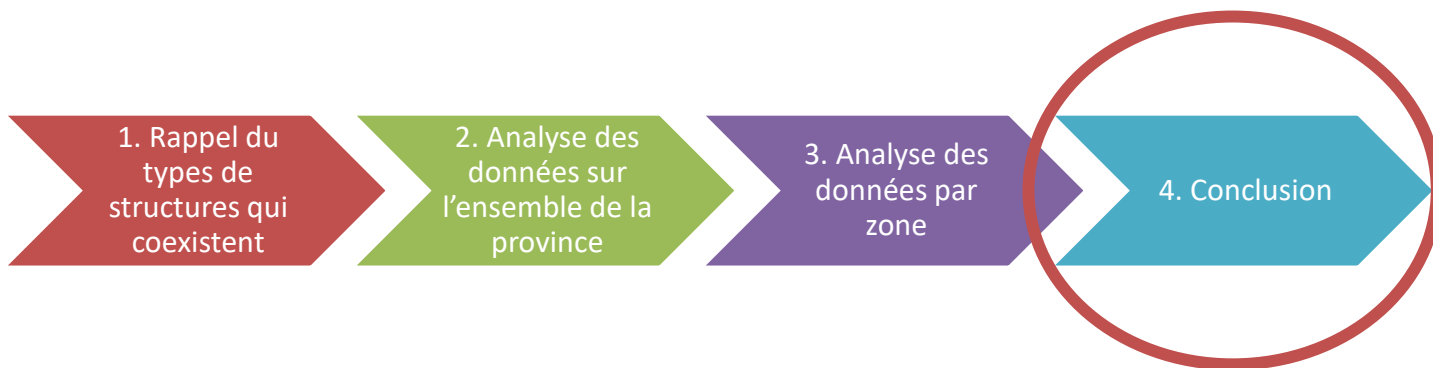 1. Rappel du
types de
structures qui
coexistent
2. Analyse des
données sur
l’ensemble de la
province
3. Analyse des
données par
zone
4. Conclusion